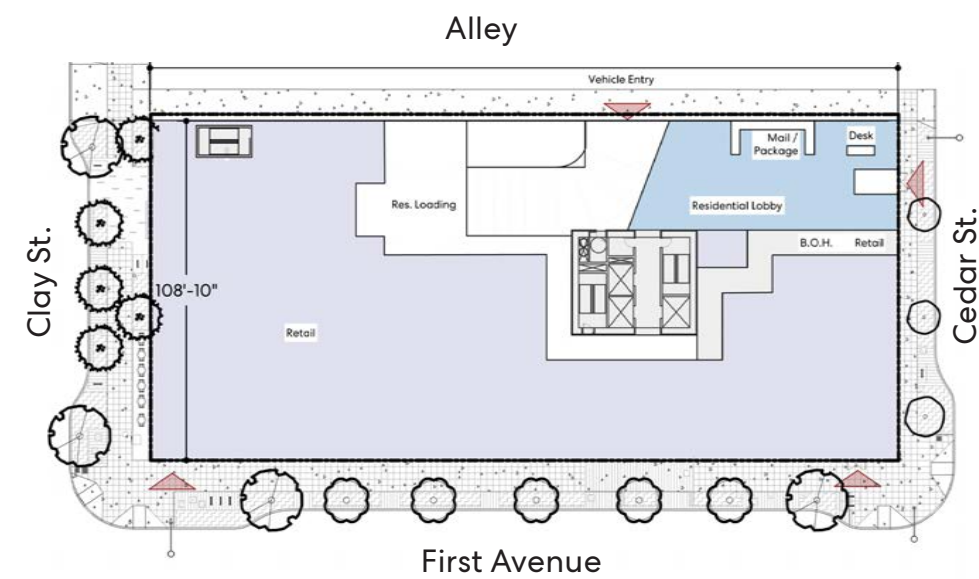 Alley
Vehicle Entry
Mail /
Package
Desk
Res. Loading
Residential Lobby
Clay St.
Cedar St.
B.O.H.
Retail
108'-10"
Retail
First Avenue